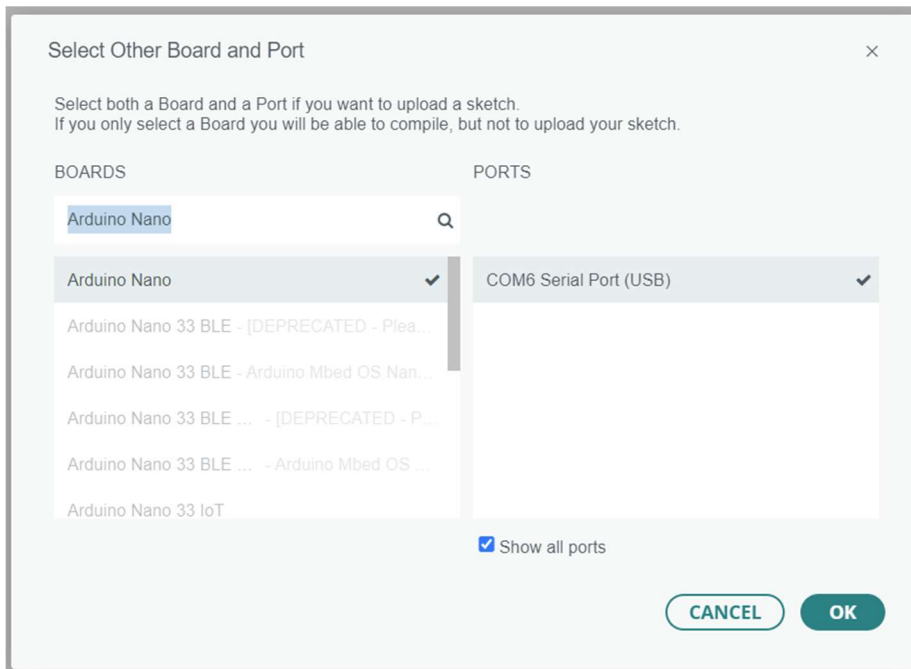 Select Other Board and Port
Select both a Board and a Port if you want to upload a sketch.
If you only select a Board you will be able to compile, but not to upload your sketch.
BOARDS
PORTS
Arduino Nano
Arduino Nano
COM6 Serial Port (USB)
Arduino Nano 33 BLE - [DEPRECATED - Plea...
Arduino Nano 33 BLE - Arduino Mbed OS Nan...
Arduino Nano 33 BLE ... - [DEPRECATED - P...
Arduino Nano 33 BLE ... - Arduino Mbed OS ...
Arduino Nano 33 IoT
Show all ports
CANCEL
OK